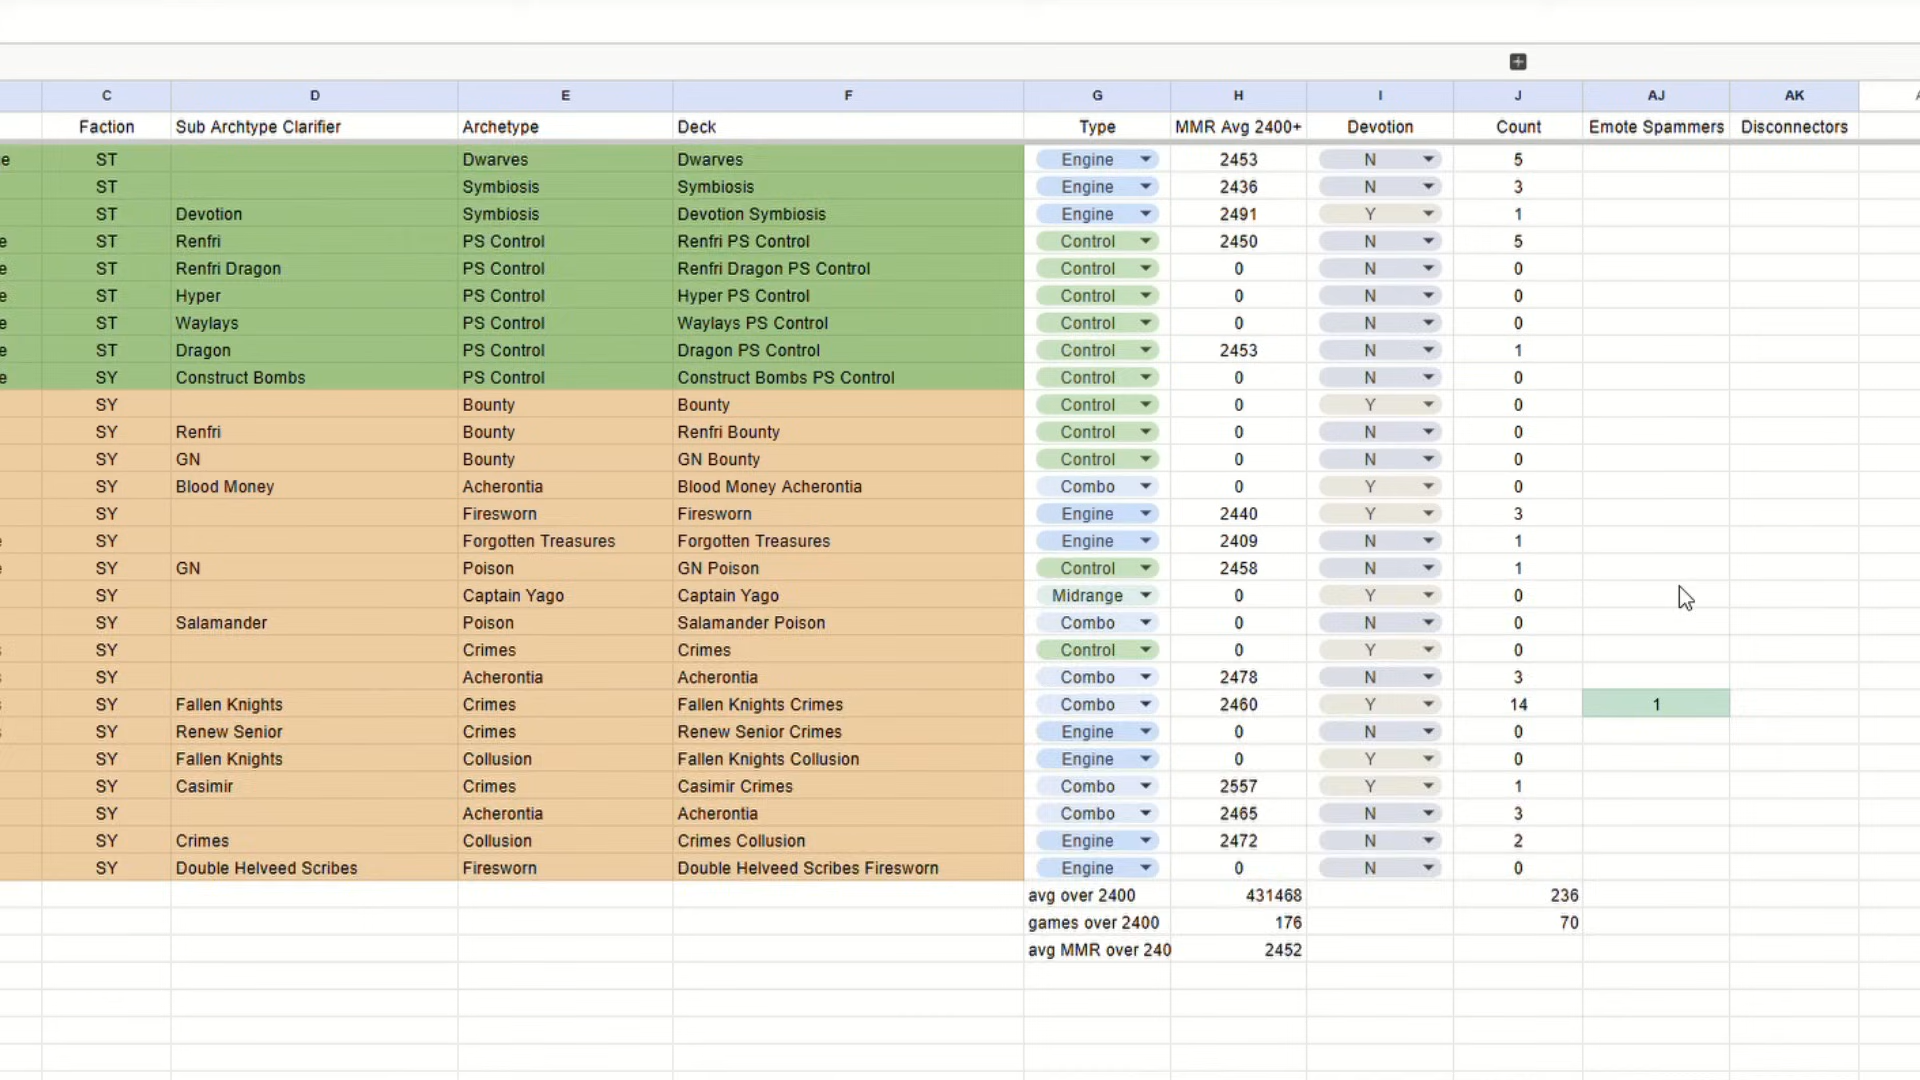 C D E F G H I J AJ AK
Faction Sub Archtype Clarifier Archetype Deck Type MMR Avg 2400+ Devotion Count Emote Spammers Disconnectors
e ST Dwarves Dwarves Engine 2453 N 5
ST Symbiosis Symbiosis Engine 2436 N 3
ST Devotion Symbiosis Devotion Symbiosis Engine 2491 Y 1
e ST Renfri PS Control Renfri PS Control Control 2450 N 5
e ST Renfri Dragon PS Control Renfri Dragon PS Control Control 0 N 0
e ST Hyper PS Control Hyper PS Control Control 0 N 0
e ST Waylays PS Control Waylays PS Control Control 0 N 0
e ST Dragon PS Control Dragon PS Control Control 2453 N 1
e SY Construct Bombs PS Control Construct Bombs PS Control Control 0 N 0
SY Bounty Bounty Control 0 Y 0
SY Renfri Bounty Renfri Bounty Control 0 N 0
SY GN Bounty GN Bounty Control 0 N 0
SY Blood Money Acherontia Blood Money Acherontia Combo 0 Y 0
SY Firesworn Firesworn Engine 2440 Y 3
SY Forgotten Treasures Forgotten Treasures Engine 2409 N 1
SY GN Poison GN Poison Control 2458 N 1
SY Captain Yago Captain Yago Midrange 0 Y 0
SY Salamander Poison Salamander Poison Combo 0 N 0
SY Crimes Crimes Control 0 Y 0
SY Acherontia Acherontia Combo 2478 N 3
SY Fallen Knights Crimes Fallen Knights Crimes Combo 2460 Y 14 1
SY Renew Senior Crimes Renew Senior Crimes Engine 0 N 0
SY Fallen Knights Collusion Fallen Knights Collusion Engine 0 Y 0
SY Casimir Crimes Casimir Crimes Combo 2557 Y 1
SY Acherontia Acherontia Combo 2465 N 3
SY Crimes Collusion Crimes Collusion Engine 2472 N 2
SY Double Helveed Scribes Firesworn Double Helveed Scribes Firesworn Engine 0 N 0
avg over 2400 431468 236
games over 2400 176 70
avg MMR over 240 2452